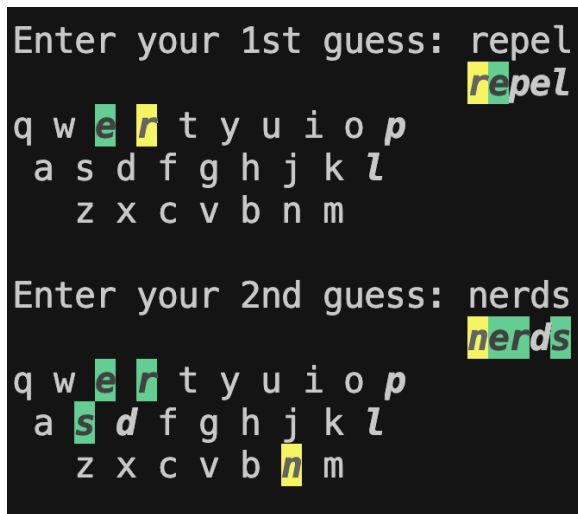 Enter your 1st guess: repel
repel
q w e r t y u i o p
a s d f g h j k l
z x c v b n m
Enter your 2nd guess: nerds
nerds
q w e r t y u i o p
a s d f g h j k l
z x c v b n m